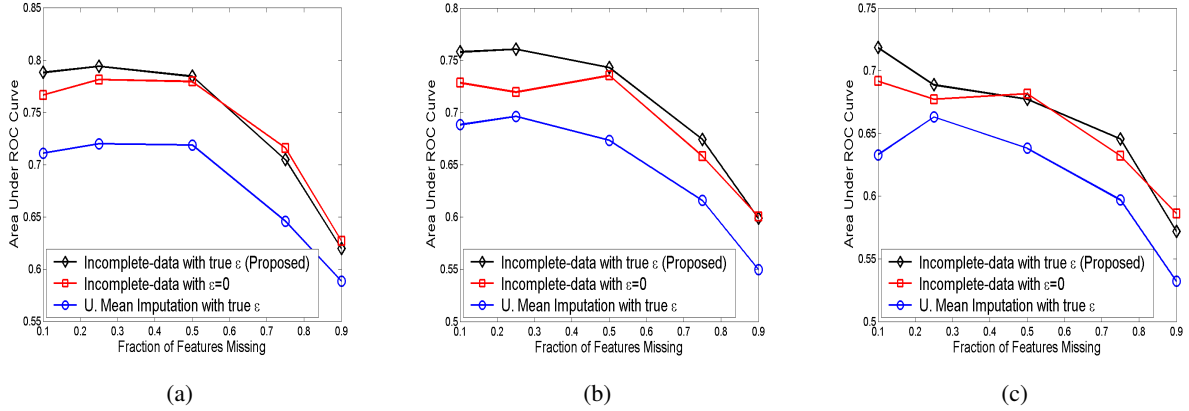 0.85
0.8
0.75
0.7
0.65
0.6
0.55
Area Under ROC Curve
Incomplete-data with true ε (Proposed)
Incomplete-data with ε=0
U. Mean Imputation with true ε
0.1 0.2 0.3 0.4 0.5 0.6 0.7 0.8 0.9
Fraction of Features Missing
(a)
0.8
0.75
0.7
0.65
0.6
0.55
0.5
Area Under ROC Curve
Incomplete-data with true ε (Proposed)
Incomplete-data with ε=0
U. Mean Imputation with true ε
0.1 0.2 0.3 0.4 0.5 0.6 0.7 0.8 0.9
Fraction of Features Missing
(b)
0.75
0.7
0.65
0.6
0.55
0.5
Area Under ROC Curve
Incomplete-data with true ε (Proposed)
Incomplete-data with ε=0
U. Mean Imputation with true ε
0.1 0.2 0.3 0.4 0.5 0.6 0.7 0.8 0.9
Fraction of Features Missing
(c)